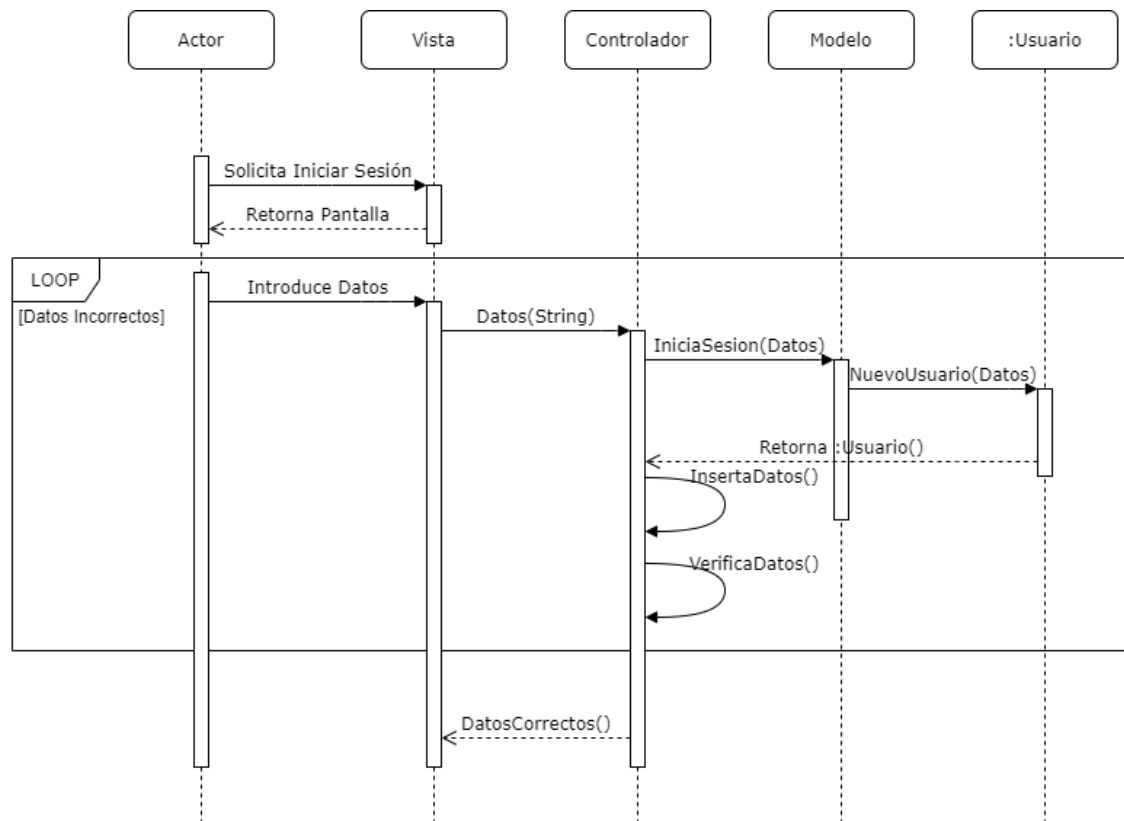 Actor
Vista
Controlador
Modelo
:Usuario
Solicita Iniciar Sesión
Retorna Pantalla
LOOP
[Datos Incorrectos]
Introduce Datos
Datos(String)
IniciaSesion(Datos)
NuevoUsuario(Datos)
Retorna :Usuario()
InsertaDatos()
VerificaDatos()
DatosCorrectos()